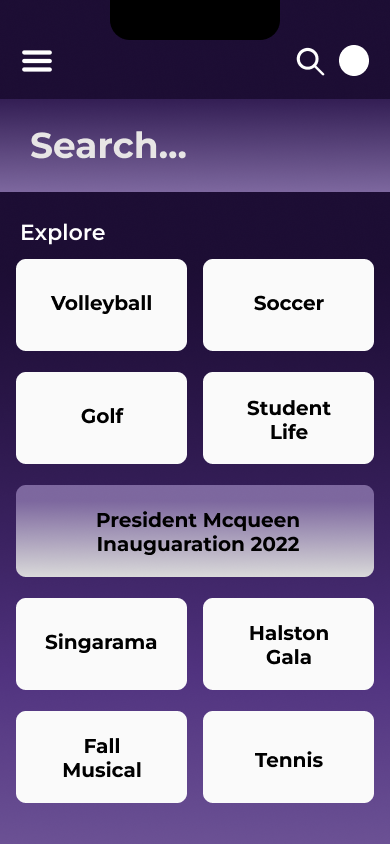 Search...
Explore
Volleyball
Soccer
Golf
Student
Life
President Mcqueen
Inauguaration 2022
Singarama
Halston
Gala
Fall
Musical
Tennis